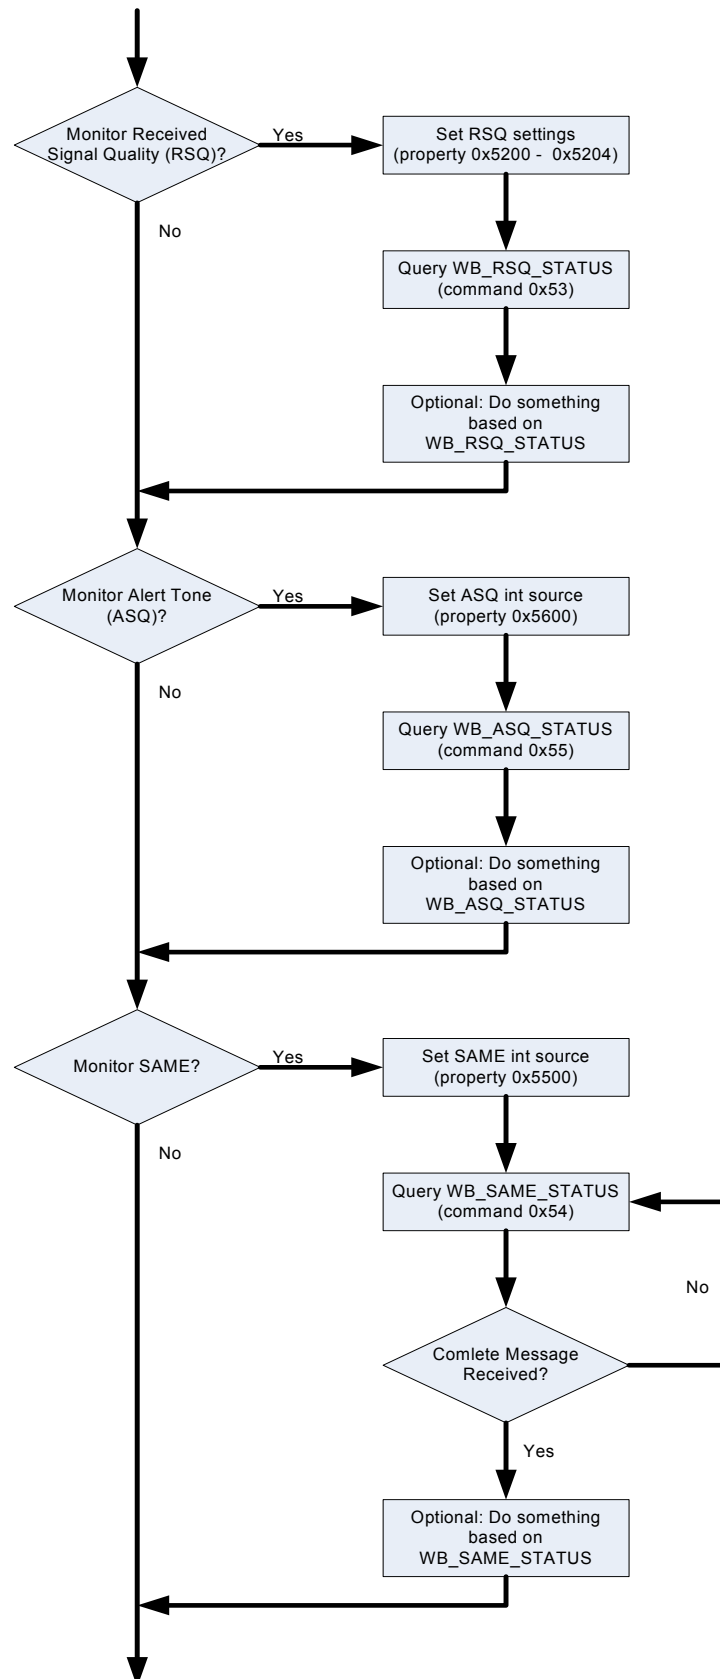 Monitor Received
Signal Quality (RSQ)?
Yes
Set RSQ settings
(property 0x5200 - 0x5204)
No
Query WB_RSQ_STATUS
(command 0x53)
Optional: Do something
based on
WB_RSQ_STATUS
Monitor Alert Tone
(ASQ)?
Yes
Set ASQ int source
(property 0x5600)
No
Query WB_ASQ_STATUS
(command 0x55)
Optional: Do something
based on
WB_ASQ_STATUS
Monitor SAME?
Yes
Set SAME int source
(property 0x5500)
No
Query WB_SAME_STATUS
(command 0x54)
No
Comlete Message
Received?
Yes
Optional: Do something
based on
WB_SAME_STATUS